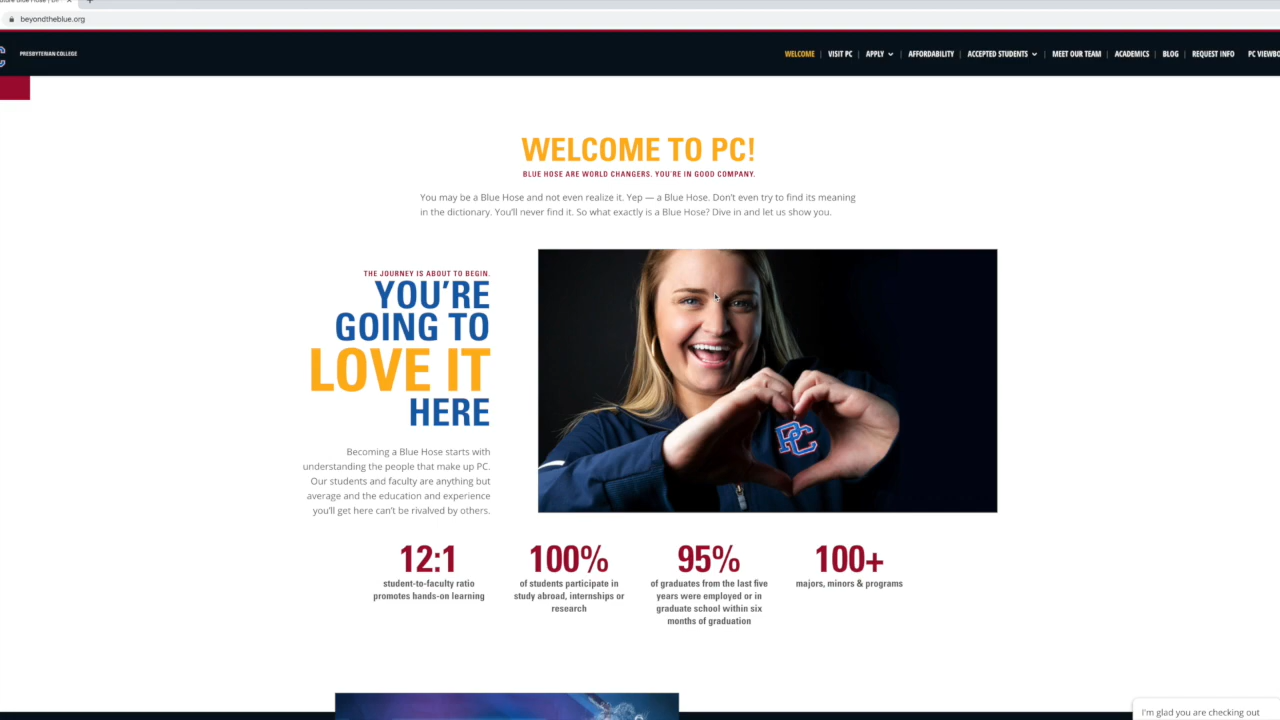 beyondtheblue.org
PRESBYTERIAN COLLEGE
WELCOME | VISIT PC | APPLY | AFFORDABILITY | ACCEPTED STUDENTS | MEET OUR TEAM | ACADEMICS | BLOG | REQUEST INFO PC
WELCOME TO PC!
BLUE HOSE ARE WORLD CHANGERS. YOU'RE IN GOOD COMPANY.
You may be a Blue Hose and not even realize it. Yep — a Blue Hose. Don't even try to find its meaning
in the dictionary. You'll never find it. So what exactly is a Blue Hose? Dive in and let us show you.
THE JOURNEY IS ABOUT TO BEGIN.
YOU'RE
GOING TO
LOVE IT
HERE
Becoming a Blue Hose starts with
understanding the people that make up PC.
Our students and faculty are anything but
average and the education and experience
you'll get here can't be rivaled by others.
PC
12:1
student-to-faculty ratio
promotes hands-on learning
100%
of students participate in
study abroad, internships or
research
95%
of graduates from the last five
years were employed or in
graduate school within six
months of graduation
100+
majors, minors & programs
I'm glad you are checking out